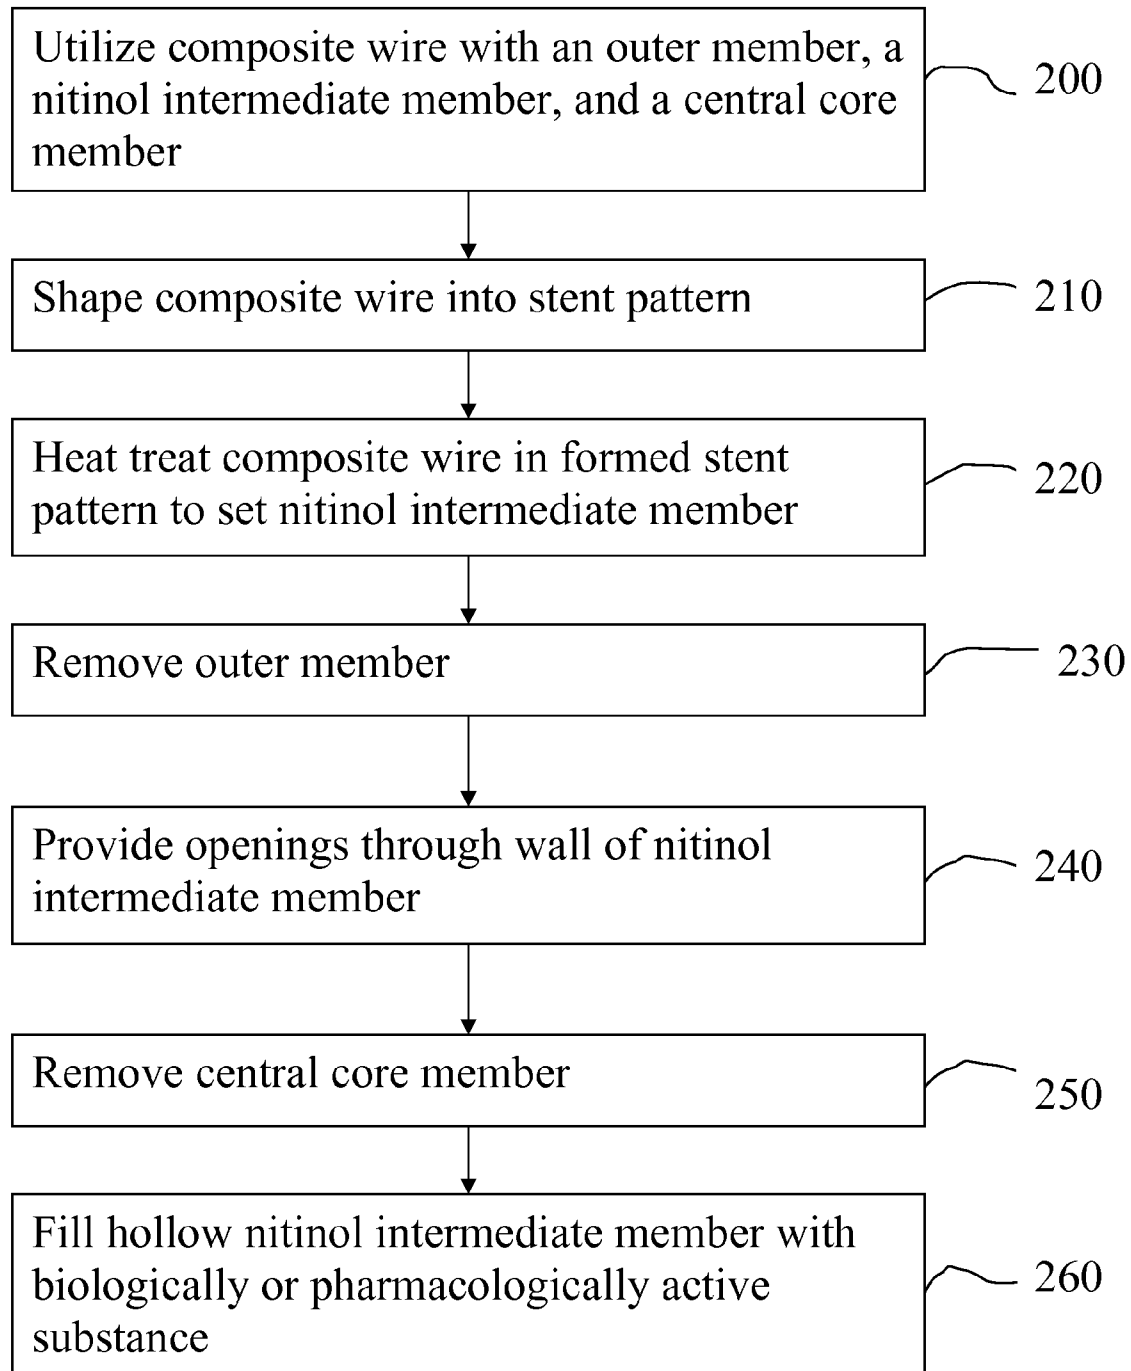 Utilize composite wire with an outer member, a
nitinol intermediate member, and a central core
member
200
Shape composite wire into stent pattern
210
Heat treat composite wire in formed stent
pattern to set nitinol intermediate member
220
Remove outer member
230
Provide openings through wall of nitinol
intermediate member
240
Remove central core member
250
Fill hollow nitinol intermediate member with
biologically or pharmacologically active
substance
260